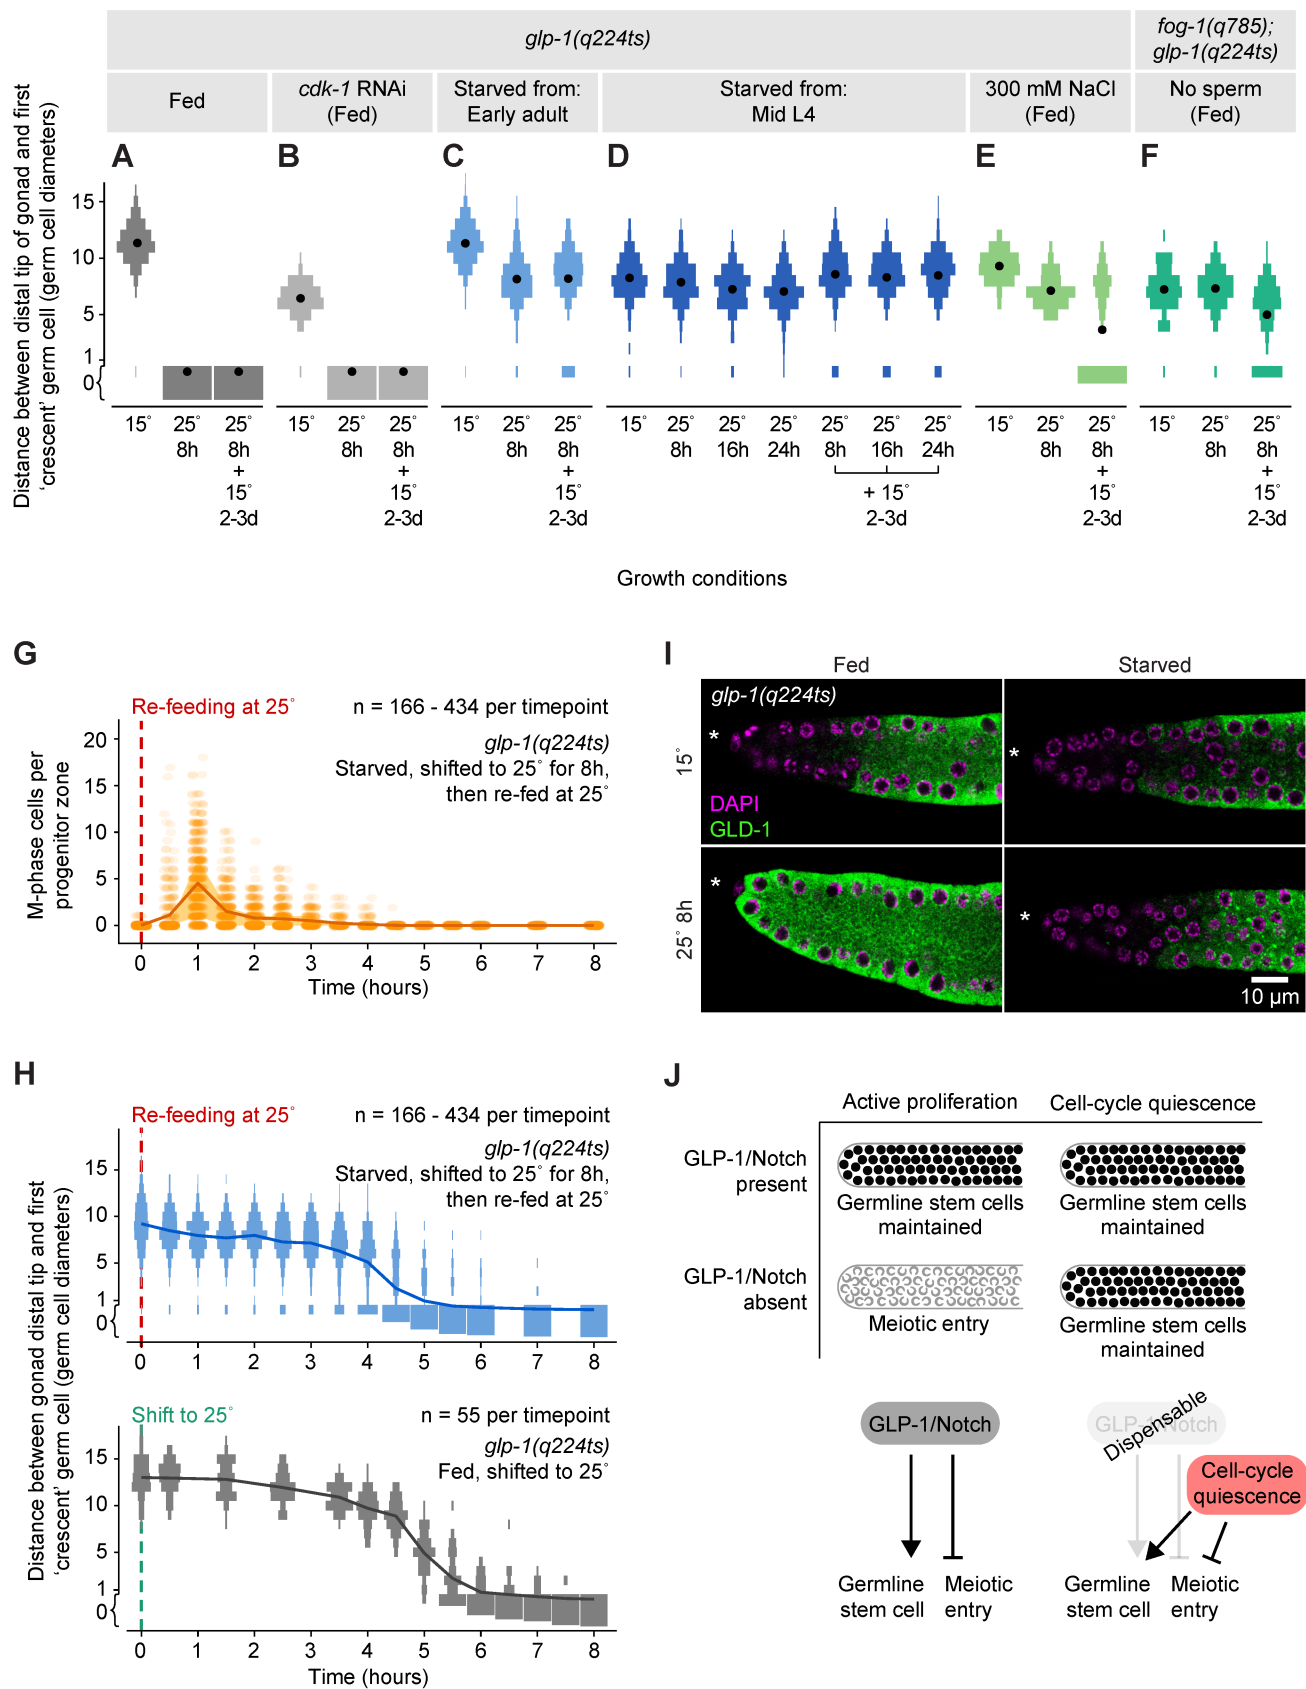 glp-1(q224ts)
fog-1(q785);
glp-1(q224ts)
Fed
cdk-1 RNAi
(Fed)
Starved from:
Early adult
Starved from:
Mid L4
300 mM NaCl
(Fed)
No sperm
(Fed)
A
B
C
D
E
F
Distance between distal tip of gonad and first
'crescent' germ cell (germ cell diameters)
15
10
5
1
0{
15°
25°
8h
25°
8h
+
15°
2-3d
15°
25°
8h
25°
8h
+
15°
2-3d
15°
25°
8h
25°
8h
+
15°
2-3d
15°
25°
8h
25°
16h
25°
24h
25°
8h
25°
16h
25°
24h
+ 15°
2-3d
15°
25°
8h
25°
8h
+
15°
2-3d
15°
25°
8h
25°
8h
+
15°
2-3d
Growth conditions
G
Re-feeding at 25°
n = 166 - 434 per timepoint
glp-1(q224ts)
Starved, shifted to 25° for 8h,
then re-fed at 25°
M-phase cells per
progenitor zone
20
15
10
5
0
0 1 2 3 4 5 6 7 8
Time (hours)
H
Distance between gonad distal tip and first
'crescent' germ cell (germ cell diameters)
Re-feeding at 25°
n = 166 - 434 per timepoint
glp-1(q224ts)
Starved, shifted to 25° for 8h,
then re-fed at 25°
15
10
5
1
0{
0 1 2 3 4 5 6 7 8
Shift to 25°
n = 55 per timepoint
glp-1(q224ts)
Fed, shifted to 25°
15
10
5
1
0{
0 1 2 3 4 5 6 7 8
Time (hours)
I
Fed
Starved
glp-1(q224ts)
*
*
15°
DAPI
GLD-1
*
*
25° 8h
10 µm
J
Active proliferation
Cell-cycle quiescence
GLP-1/Notch
present
Germline stem cells
maintained
Germline stem cells
maintained
GLP-1/Notch
absent
Meiotic entry
Germline stem cells
maintained
GLP-1/Notch
GLP-1/Notch
Dispensable
Cell-cycle
quiescence
Germline
stem cell
Meiotic
entry
Germline
stem cell
Meiotic
entry